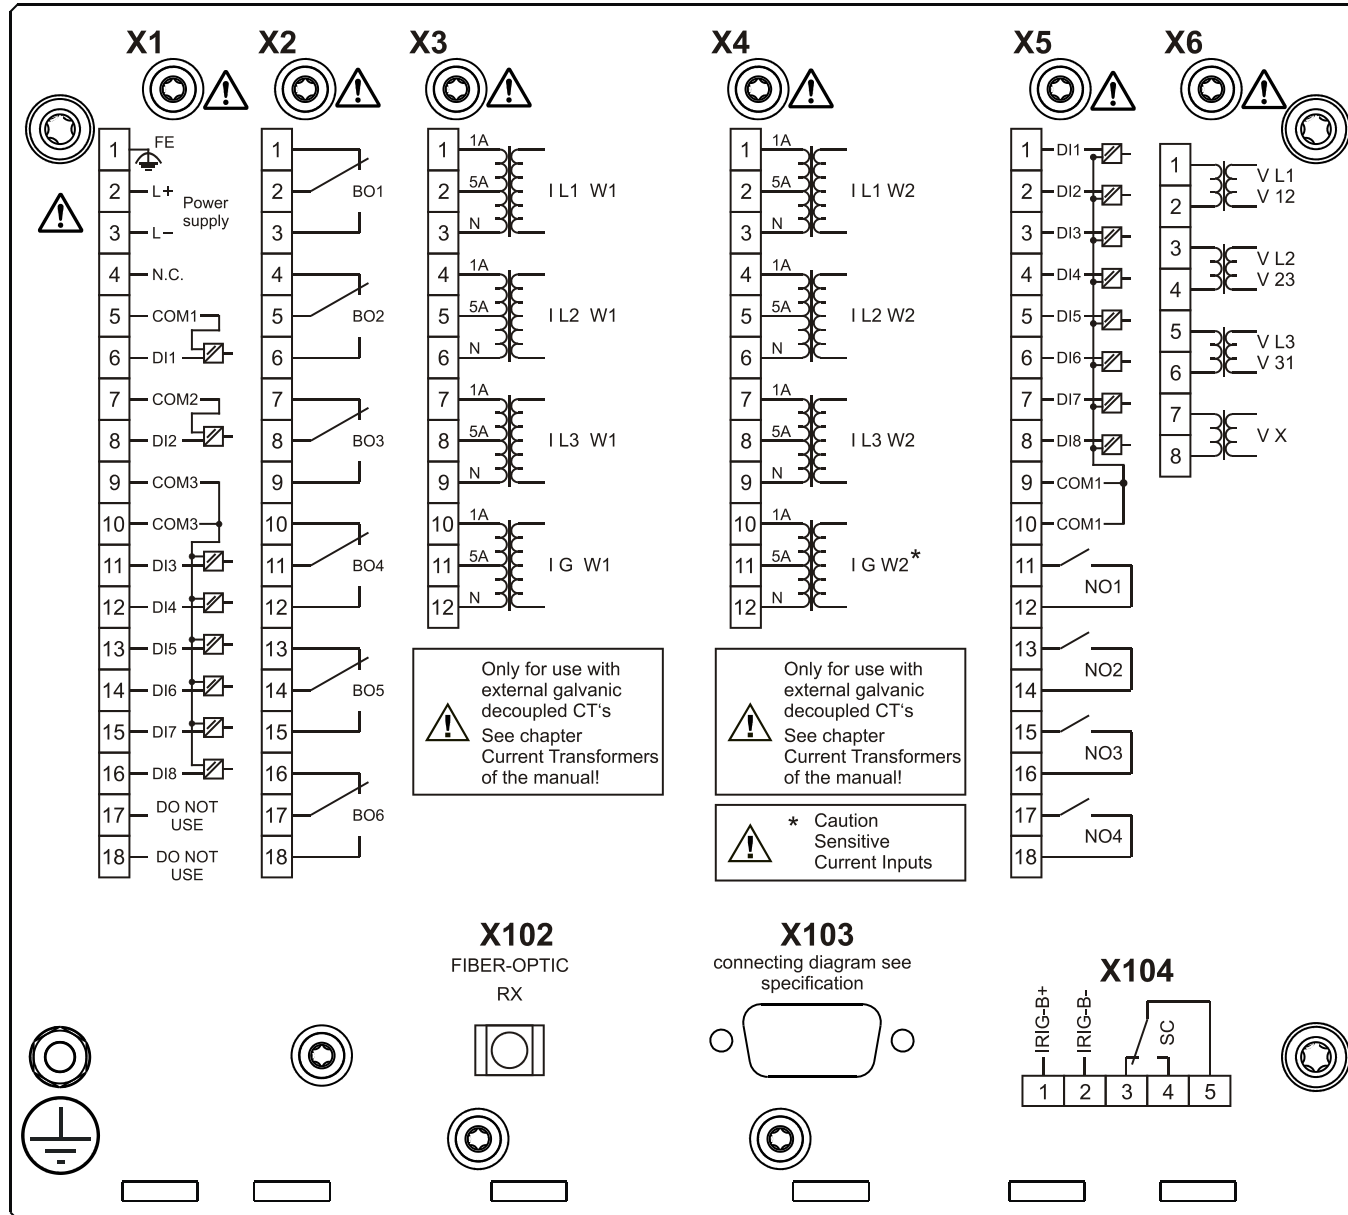 X1
X2
X3
X4
X5
X6
1 FE
2 L+
Power
supply
3 L–
4 N.C.
5 COM1
6 DI1
7 COM2
8 DI2
9 COM3
10 COM3
11 DI3
12 DI4
13 DI5
14 DI6
15 DI7
16 DI8
17 DO NOT
USE
18 DO NOT
USE
1
2 BO1
3
4
5 BO2
6
7
8 BO3
9
10
11 BO4
12
13
14 BO5
15
16
17 BO6
18
1 1A
2 5A I L1 W1
3 N
4 1A
5 5A I L2 W1
6 N
7 1A
8 5A I L3 W1
9 N
10 1A
11 5A I G W1
12 N
Only for use with
external galvanic
decoupled CT's
See chapter
Current Transformers
of the manual!
1 1A
2 5A I L1 W2
3 N
4 1A
5 5A I L2 W2
6 N
7 1A
8 5A I L3 W2
9 N
10 1A
11 5A I G W2*
12 N
Only for use with
external galvanic
decoupled CT's
See chapter
Current Transformers
of the manual!
* Caution
Sensitive
Current Inputs
1 DI1
2 DI2
3 DI3
4 DI4
5 DI5
6 DI6
7 DI7
8 DI8
9 COM1
10 COM1
11
NO1
12
13
NO2
14
15
NO3
16
17
NO4
18
1 V L1
2 V 12
3 V L2
4 V 23
5 V L3
6 V 31
7
V X
8
X102
FIBER-OPTIC
RX
X103
connecting diagram see
specification
X104
IRIG-B+
IRIG-B-
SC
1 2 3 4 5